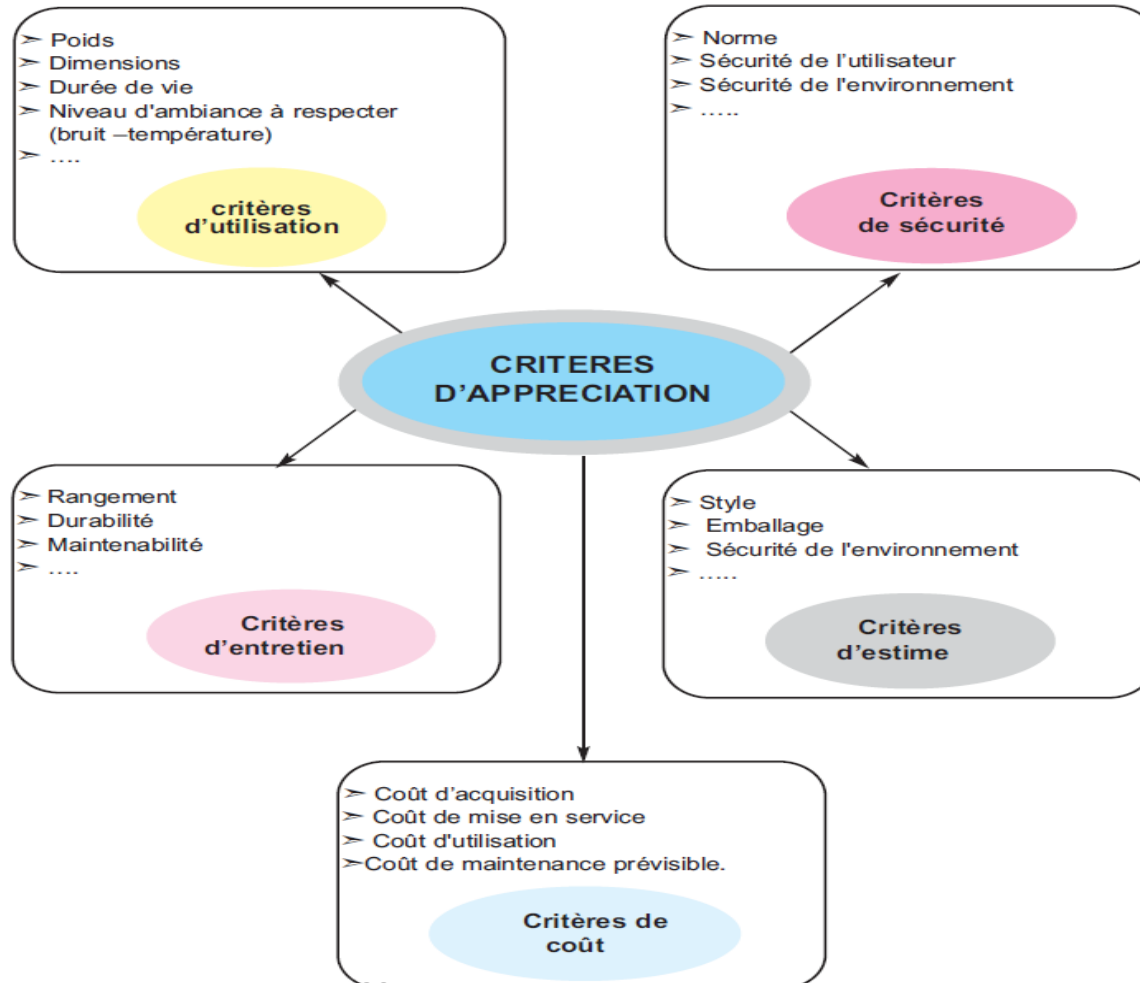 ➢ Poids
➢ Dimensions
➢ Durée de vie
➢ Niveau d'ambiance à respecter
(bruit –température)
➢ ....
critères
d’utilisation
➢ Norme
➢ Sécurité de l’utilisateur
➢ Sécurité de l'environnement
➢ .....
Critères
de sécurité
CRITERES
D’APPRECIATION
➢ Rangement
➢ Durabilité
➢ Maintenabilité
➢ ....
Critères
d’entretien
➢ Style
➢ Emballage
➢ Sécurité de l'environnement
➢ .....
Critères
d’estime
➢ Coût d’acquisition
➢ Coût de mise en service
➢ Coût d'utilisation
➢Coût de maintenance prévisible.
Critères de
coût